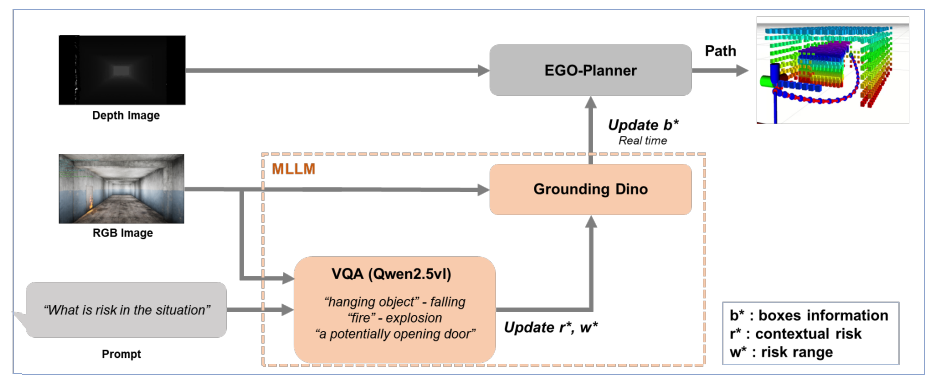 EGO-Planner
Path
Depth Image
Update b*
Real time
MLLM
Grounding Dino
RGB Image
VQA (Qwen2.5vl)
“hanging object” - falling
“fire” - explosion
“a potentially opening door”
“What is risk in the situation”
Update r*, w*
Prompt
b* : boxes information
r* : contextual risk
w* : risk range